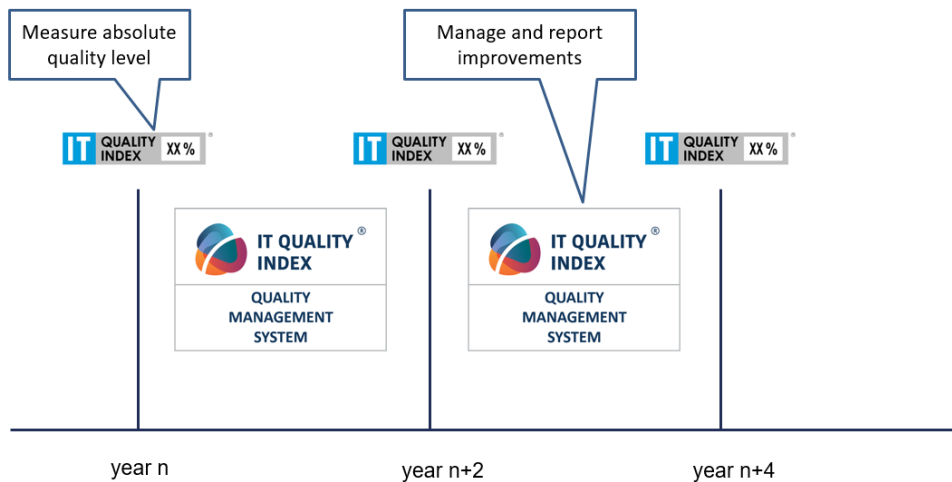 Measure absolute
quality level
Manage and report
improvements
IT QUALITY INDEX XX % ®
IT QUALITY INDEX XX % ®
IT QUALITY INDEX XX % ®
IT QUALITY ®
INDEX
QUALITY
MANAGEMENT
SYSTEM
IT QUALITY ®
INDEX
QUALITY
MANAGEMENT
SYSTEM
year n
year n+2
year n+4